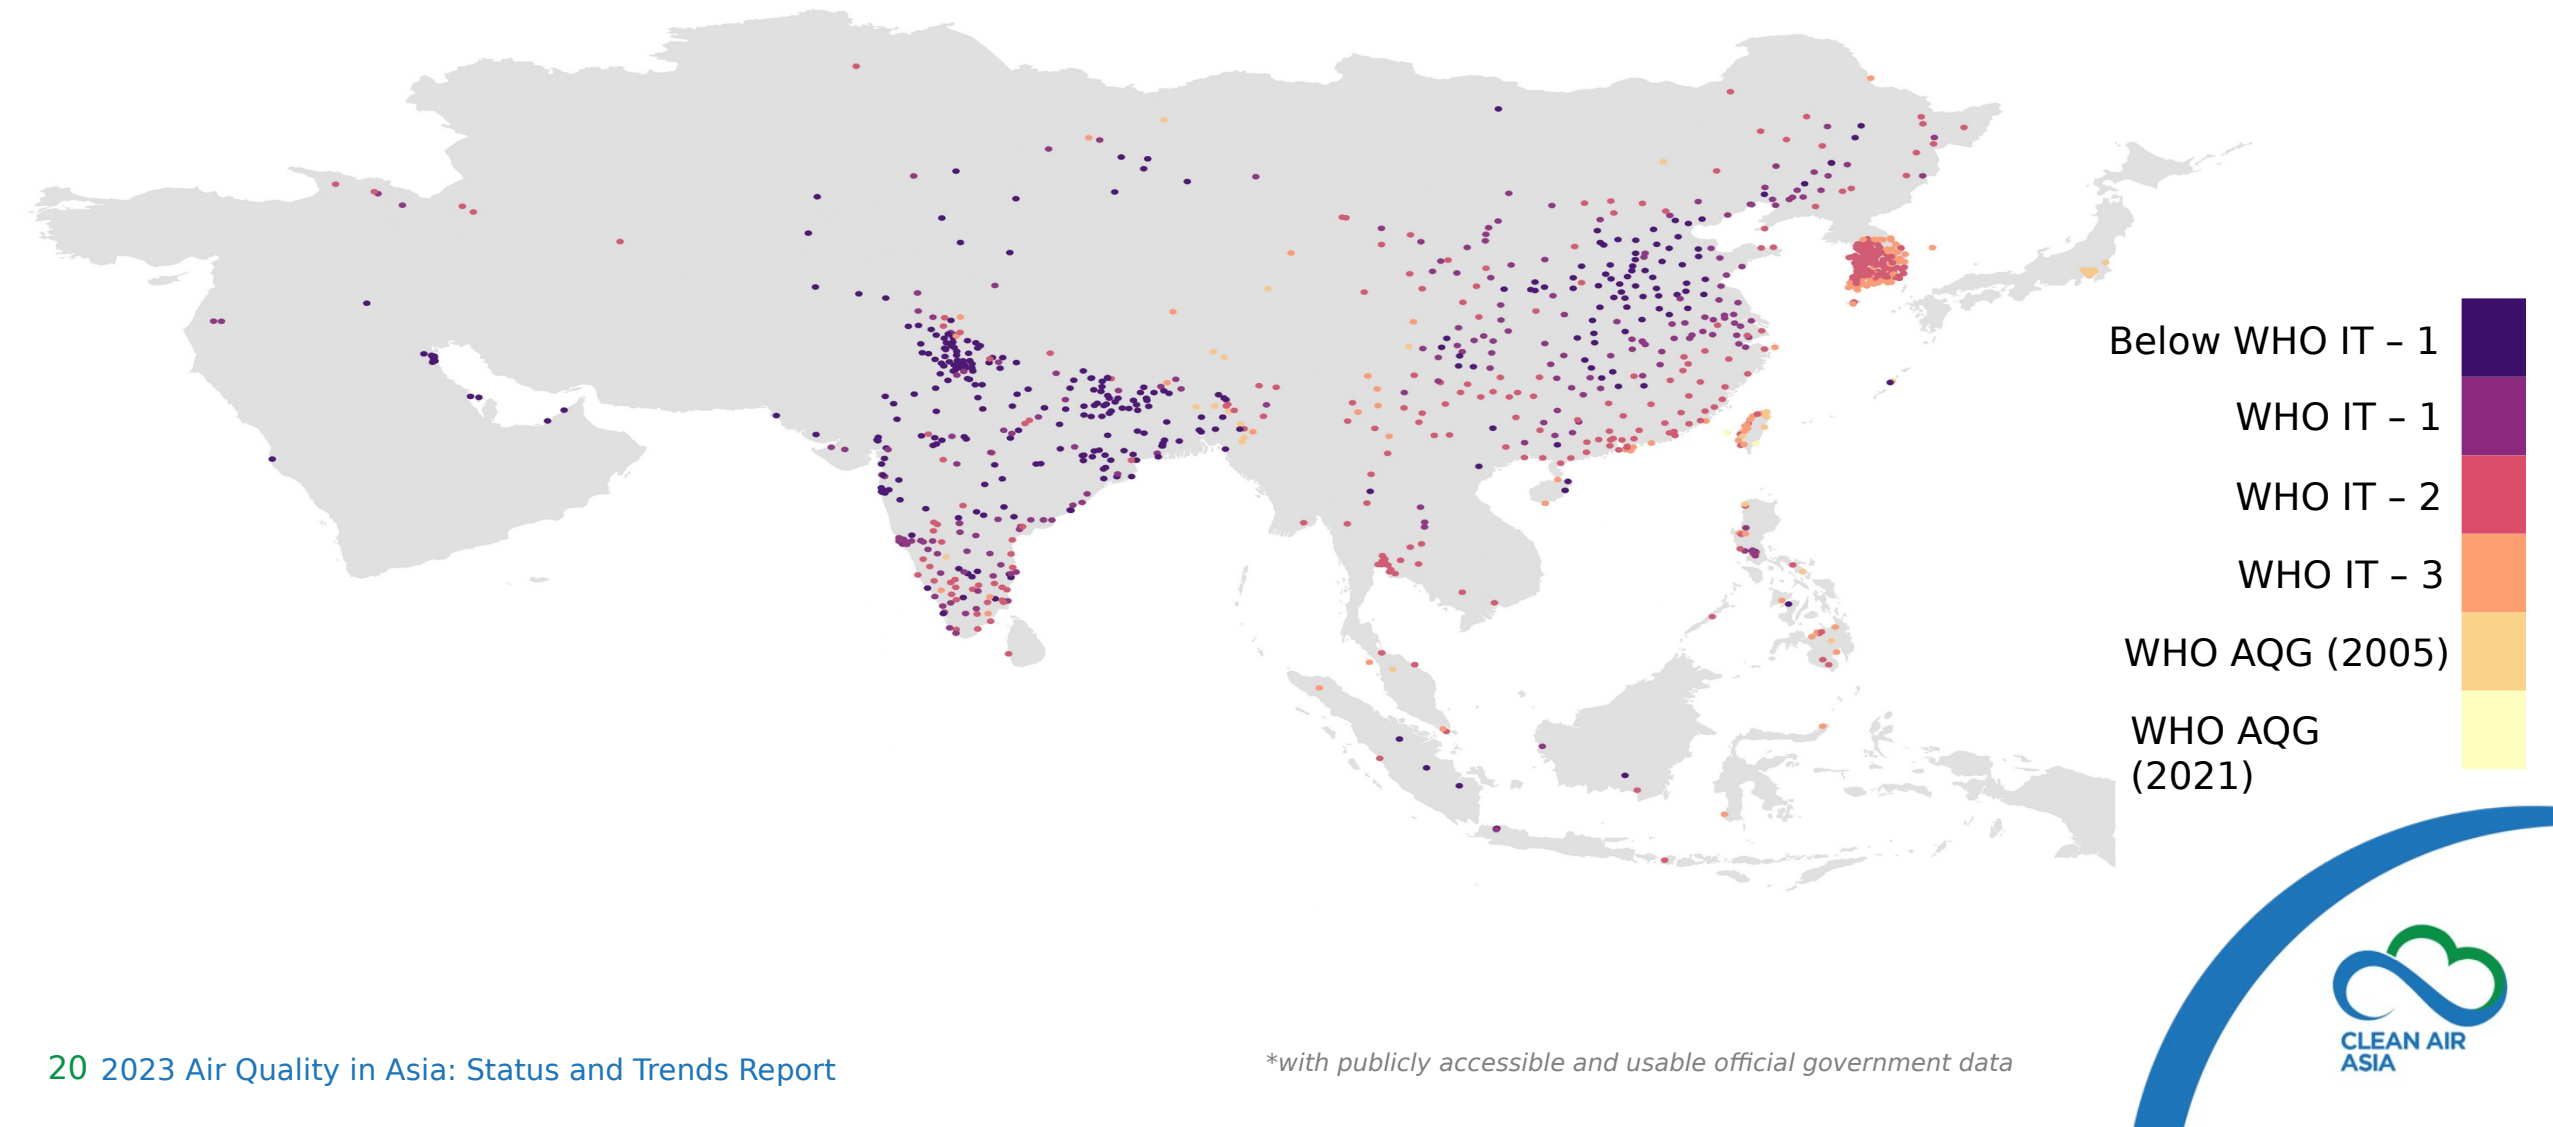 Below WHO IT – 1
WHO IT – 1
WHO IT – 2
WHO IT – 3
WHO AQG (2005)
WHO AQG
(2021)
CLEAN AIR
ASIA
20 2023 Air Quality in Asia: Status and Trends Report
*with publicly accessible and usable official government data